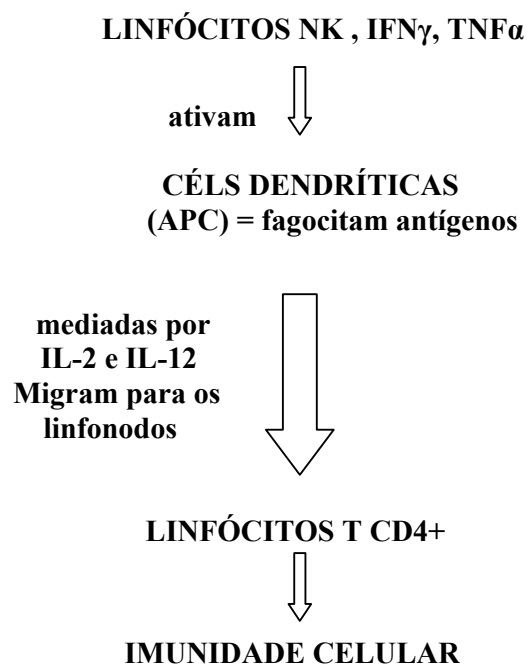 LINFÓCITOS NK , IFNγ, TNFα
ativam
CÉLS DENDRÍTICAS
(APC) = fagocitam antígenos
mediadas por
IL-2 e IL-12
Migram para os
linfonodos
LINFÓCITOS T CD4+
IMUNIDADE CELULAR